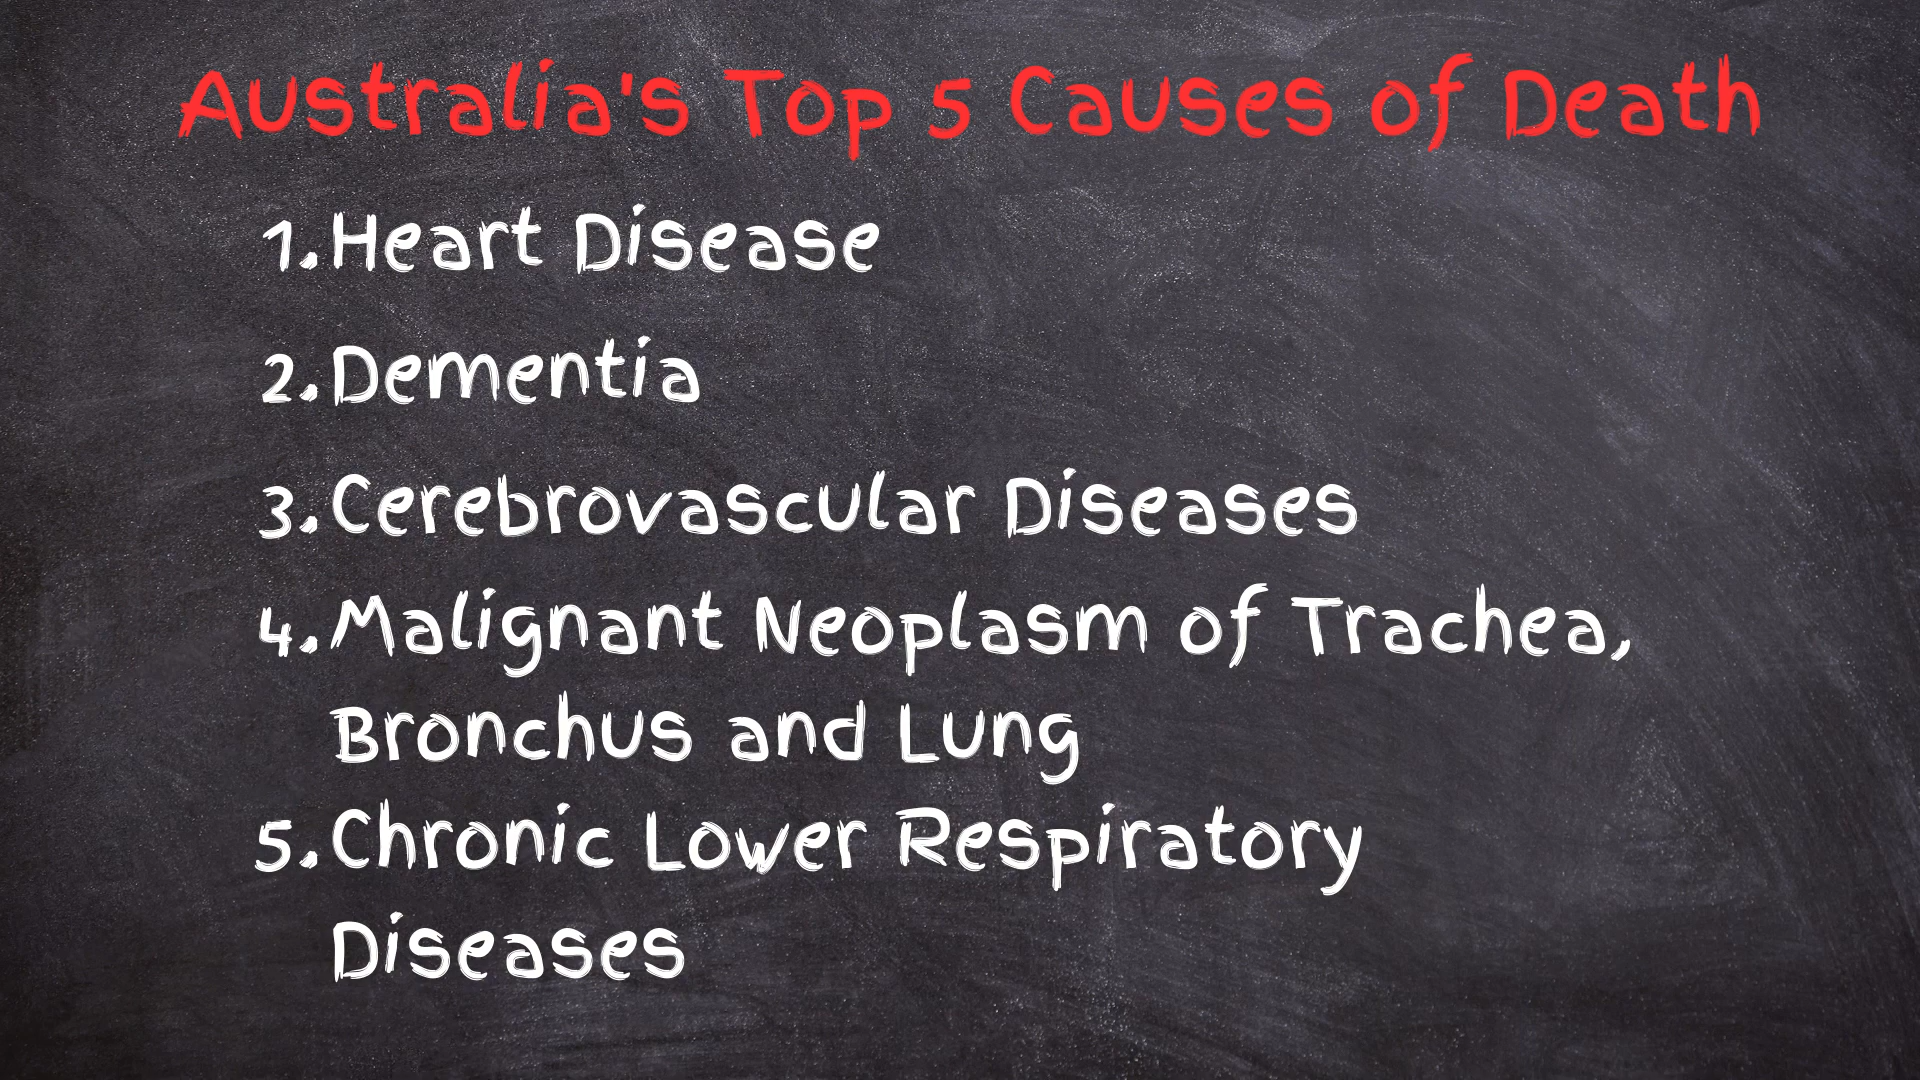 Australia's Top 5 Causes of Death
1. Heart Disease
2. Dementia
3. Cerebrovascular Diseases
4. Malignant Neoplasm of Trachea,
Bronchus and Lung
5. Chronic Lower Respiratory
Diseases